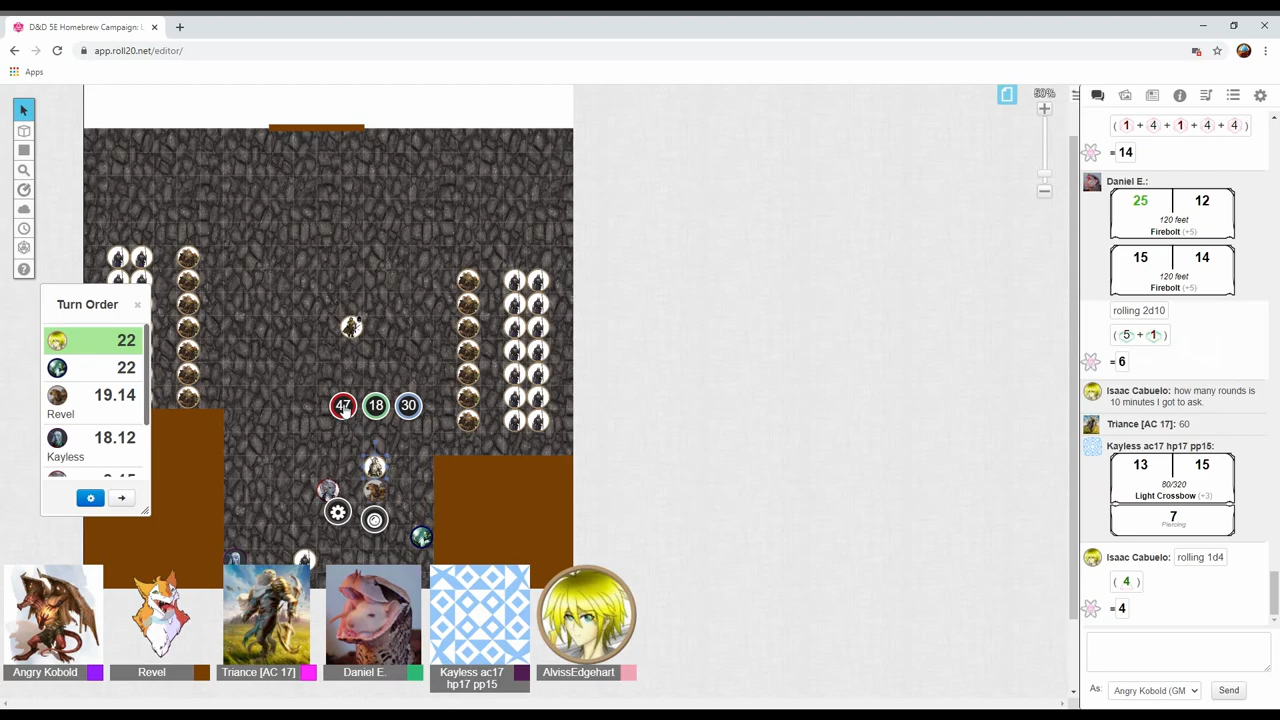 D&D 5E Homebrew Campaign:
app.roll20.net/editor/
Apps
50%
Turn Order
22
22
19.14
Revel
18.12
Kayless
47
18
30
Angry Kobold
Revel
Triance [AC 17]
Daniel E.
Kayless ac17
hp17 pp15
AlvissEdgehart
( 1 + 4 + 1 + 4 + 4 )
= 14
Daniel E.:
25 12
120 feet
Firebolt (+5)
15 14
120 feet
Firebolt (+5)
rolling 2d10
( 5 + 1 )
= 6
Isaac Cabuelo: how many rounds is
10 minutes I got to ask.
Triance [AC 17]: 60
Kayless ac17 hp17 pp15:
13 15
80/320
Light Crossbow (+3)
7
Piercing
Isaac Cabuelo: rolling 1d4
( 4 )
= 4
As: Angry Kobold (GM
Send